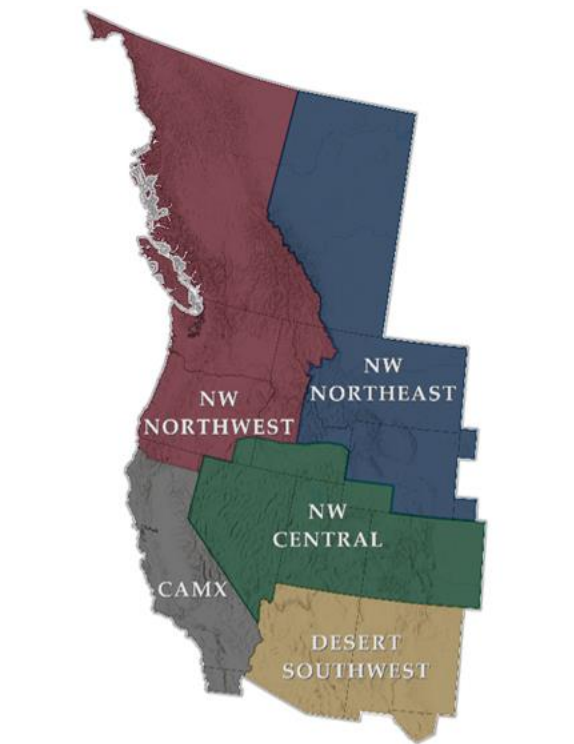 NW
NORTHEAST
NW
NORTHWEST
NW
CENTRAL
CAMX
DESERT
SOUTHWEST